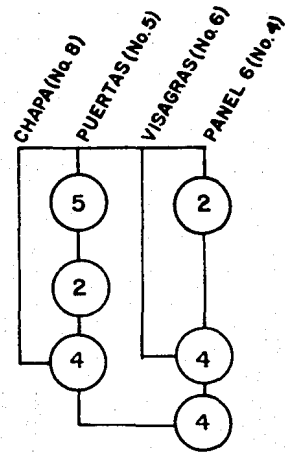 CHAPA (No. 8)
PUERTAS (No. 5)
VISAGRAS (No. 6)
PANEL 6 (No. 4)
5
2
2
4
4
4